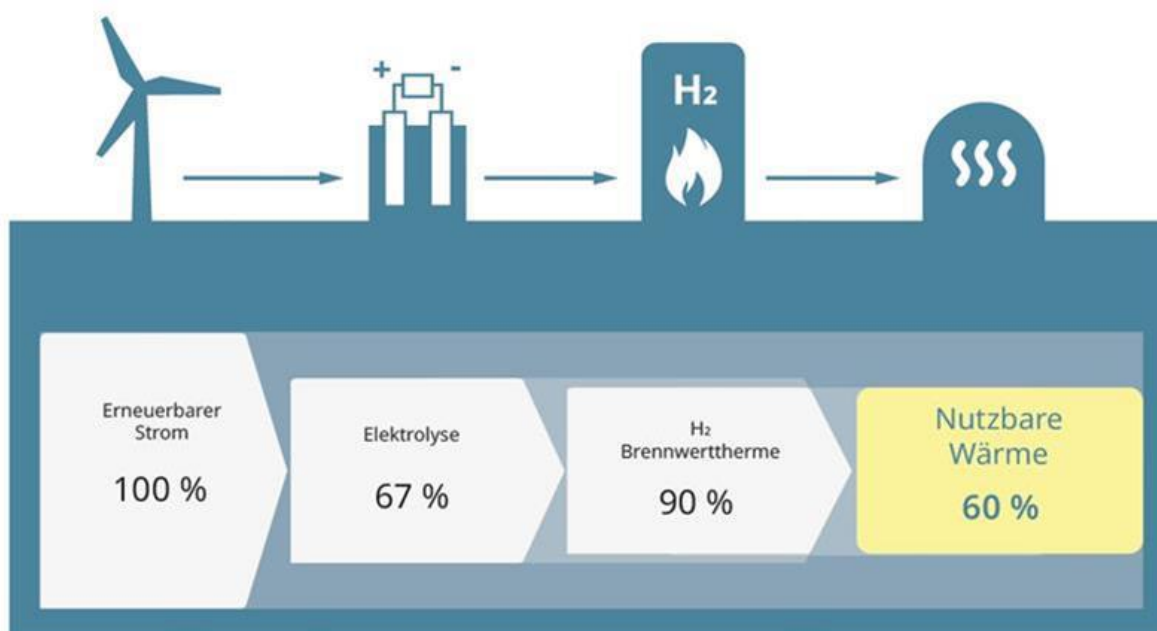 + -
H₂
Erneuerbarer
Strom
100 %
Elektrolyse
67 %
H₂
Brennwerttherme
90 %
Nutzbare
Wärme
60 %